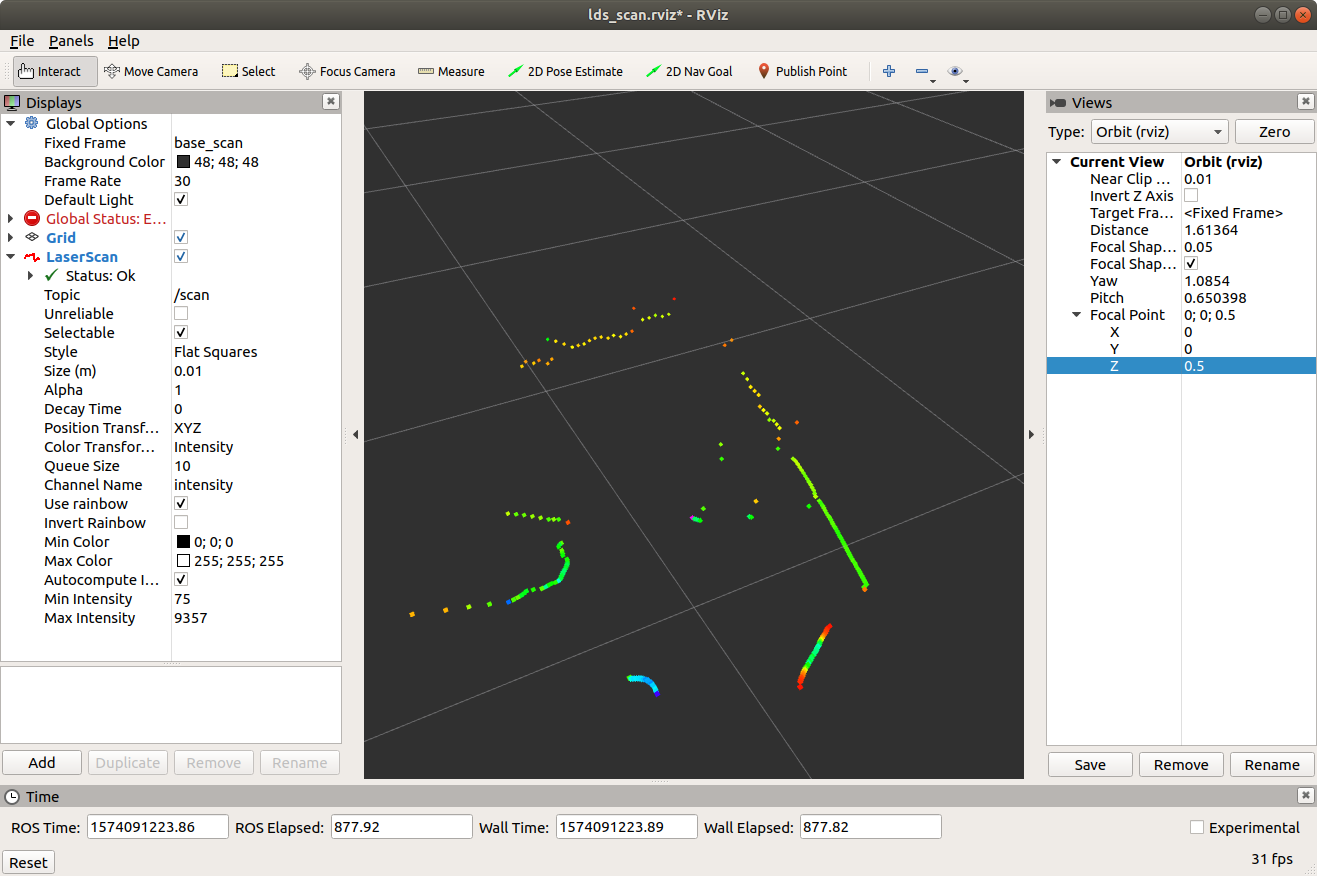 lds_scan.rviz* - RViz
File Panels Help
Interact Move Camera Select Focus Camera Measure 2D Pose Estimate 2D Nav Goal Publish Point
Displays
Global Options
Fixed Frame base_scan
Background Color 48; 48; 48
Frame Rate 30
Default Light
Global Status: E...
Grid
LaserScan
Status: Ok
Topic /scan
Unreliable
Selectable
Style Flat Squares
Size (m) 0.01
Alpha 1
Decay Time 0
Position Transf... XYZ
Color Transfor... Intensity
Queue Size 10
Channel Name intensity
Use rainbow
Invert Rainbow
Min Color 0; 0; 0
Max Color 255; 255; 255
Autocompute I...
Min Intensity 75
Max Intensity 9357
Add Duplicate Remove Rename
Views
Type: Orbit (rviz) Zero
Current View Orbit (rviz)
Near Clip ... 0.01
Invert Z Axis
Target Fra... <Fixed Frame>
Distance 1.61364
Focal Shap... 0.05
Focal Shap...
Yaw 1.0854
Pitch 0.650398
Focal Point 0; 0; 0.5
X 0
Y 0
Z 0.5
Save Remove Rename
Time
ROS Time: 1574091223.86 ROS Elapsed: 877.92 Wall Time: 1574091223.89 Wall Elapsed: 877.82 Experimental
Reset 31 fps